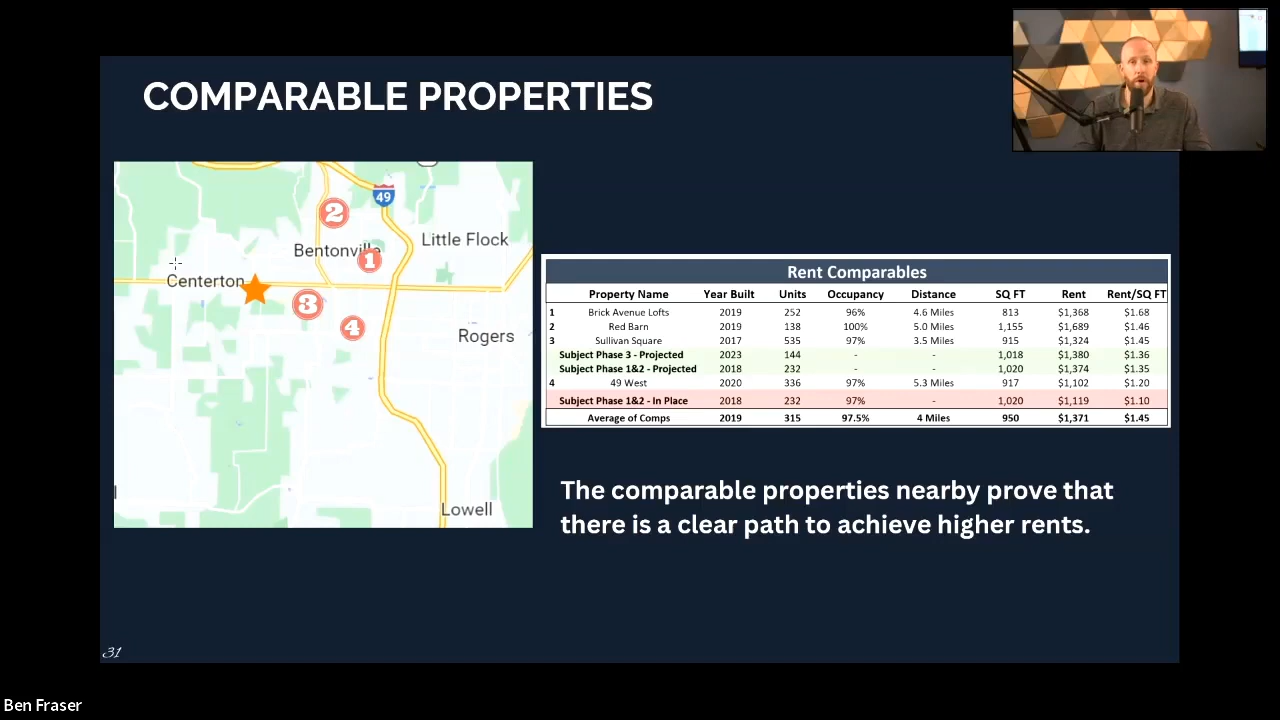 COMPARABLE PROPERTIES
49
2
Bentonville
1
Little Flock
Centerton
3
4
Rogers
Lowell
Rent Comparables
Property Name Year Built Units Occupancy Distance SQ FT Rent Rent/SQ FT
1 Brick Avenue Lofts 2019 252 96% 4.6 Miles 813 $1,368 $1.68
2 Red Barn 2019 138 100% 5.0 Miles 1,155 $1,689 $1.46
3 Sullivan Square 2017 535 97% 3.5 Miles 915 $1,324 $1.45
Subject Phase 3 - Projected 2023 144 - - 1,018 $1,380 $1.36
Subject Phase 1&2 - Projected 2018 232 - - 1,020 $1,374 $1.35
4 49 West 2020 336 97% 5.3 Miles 917 $1,102 $1.20
Subject Phase 1&2 - In Place 2018 232 97% - 1,020 $1,119 $1.10
Average of Comps 2019 315 97.5% 4 Miles 950 $1,371 $1.45
The comparable properties nearby prove that
there is a clear path to achieve higher rents.
31
Ben Fraser